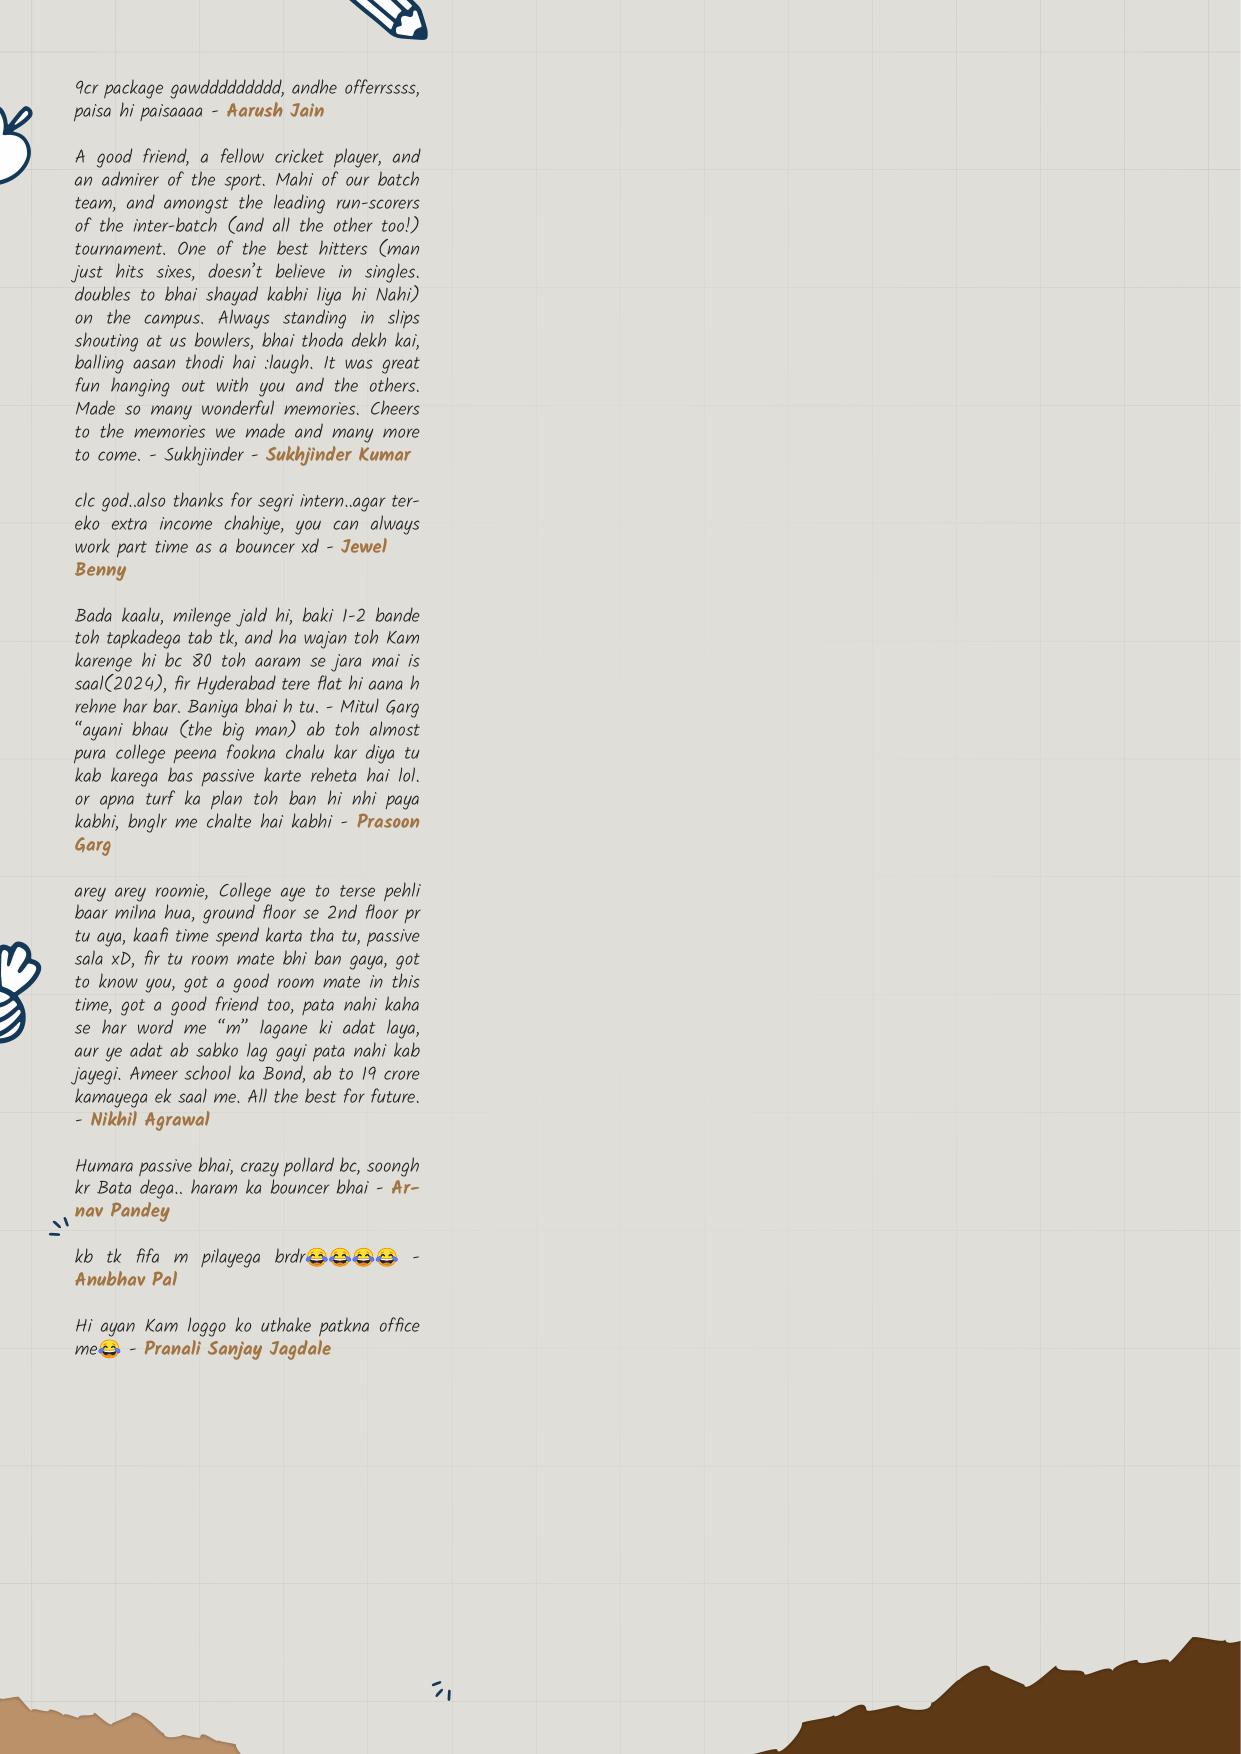 9cr package gawdddddddddd, andhe offerrssss,
paisa hi paisaaaa - Aarush Jain
A good friend, a fellow cricket player, and
an admirer of the sport. Mahi of our batch
team, and amongst the leading run-scorers
of the inter-batch (and all the other too!)
tournament. One of the best hitters (man
just hits sixes, doesn't believe in singles.
doubles to bhai shayad kabhi liya hi Nahi)
on the campus. Always standing in slips
shouting at us bowlers, bhai thoda dekh kai,
balling aasan thodi hai :laugh. It was great
fun hanging out with you and the others.
Made so many wonderful memories. Cheers
to the memories we made and many more
to come. - Sukhjinder - Sukhjinder Kumar
clc god..also thanks for segri intern..agar ter-
eko extra income chahiye, you can always
work part time as a bouncer xd - Jewel
Benny
Bada kaalu, milenge jald hi, baki 1-2 bande
toh tapkadega tab tk, and ha wajan toh Kam
karenge hi bc 80 toh aaram se jara mai is
saal(2024), fir Hyderabad tere flat hi aana h
rehne har bar. Baniya bhai h tu. - Mitul Garg
“ayani bhau (the big man) ab toh almost
pura college peena fookna chalu kar diya tu
kab karega bas passive karte reheta hai lol.
or apna turf ka plan toh ban hi nhi paya
kabhi, bnglr me chalte hai kabhi - Prasoon
Garg
arey arey roomie, College aye to terse pehli
baar milna hua, ground floor se 2nd floor pr
tu aya, kaafi time spend karta tha tu, passive
sala xD, fir tu room mate bhi ban gaya, got
to know you, got a good room mate in this
time, got a good friend too, pata nahi kaha
se har word me “m” lagane ki adat laya,
aur ye adat ab sabko lag gayi pata nahi kab
jayegi. Ameer school ka Bond, ab to 19 crore
kamayega ek saal me. All the best for future.
- Nikhil Agrawal
Humara passive bhai, crazy pollard bc, soongh
kr Bata dega.. haram ka bouncer bhai - Ar-
nav Pandey
kb tk fifa m pilayega brdr😂😂😂😂 -
Anubhav Pal
Hi ayan Kam loggo ko uthake patkna office
me😂 - Pranali Sanjay Jagdale